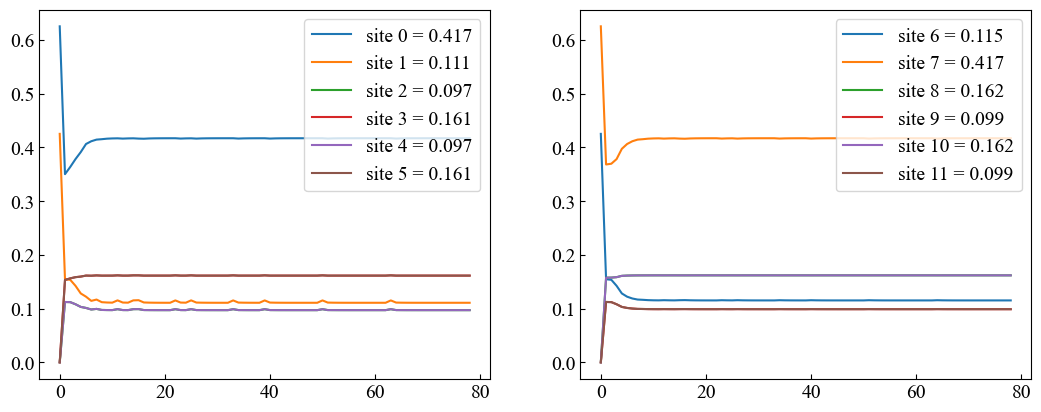 0.6
0.5
0.4
0.3
0.2
0.1
0.0
0 20 40 60 80
site 0 = 0.417
site 1 = 0.111
site 2 = 0.097
site 3 = 0.161
site 4 = 0.097
site 5 = 0.161
0.6
0.5
0.4
0.3
0.2
0.1
0.0
0 20 40 60 80
site 6 = 0.115
site 7 = 0.417
site 8 = 0.162
site 9 = 0.099
site 10 = 0.162
site 11 = 0.099